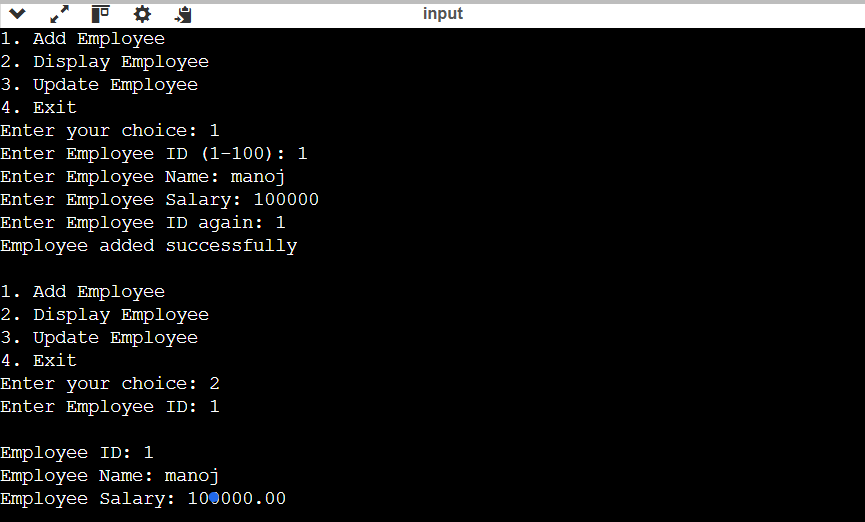 input
1. Add Employee
2. Display Employee
3. Update Employee
4. Exit
Enter your choice: 1
Enter Employee ID (1-100): 1
Enter Employee Name: manoj
Enter Employee Salary: 100000
Enter Employee ID again: 1
Employee added successfully
1. Add Employee
2. Display Employee
3. Update Employee
4. Exit
Enter your choice: 2
Enter Employee ID: 1
Employee ID: 1
Employee Name: manoj
Employee Salary: 100000.00